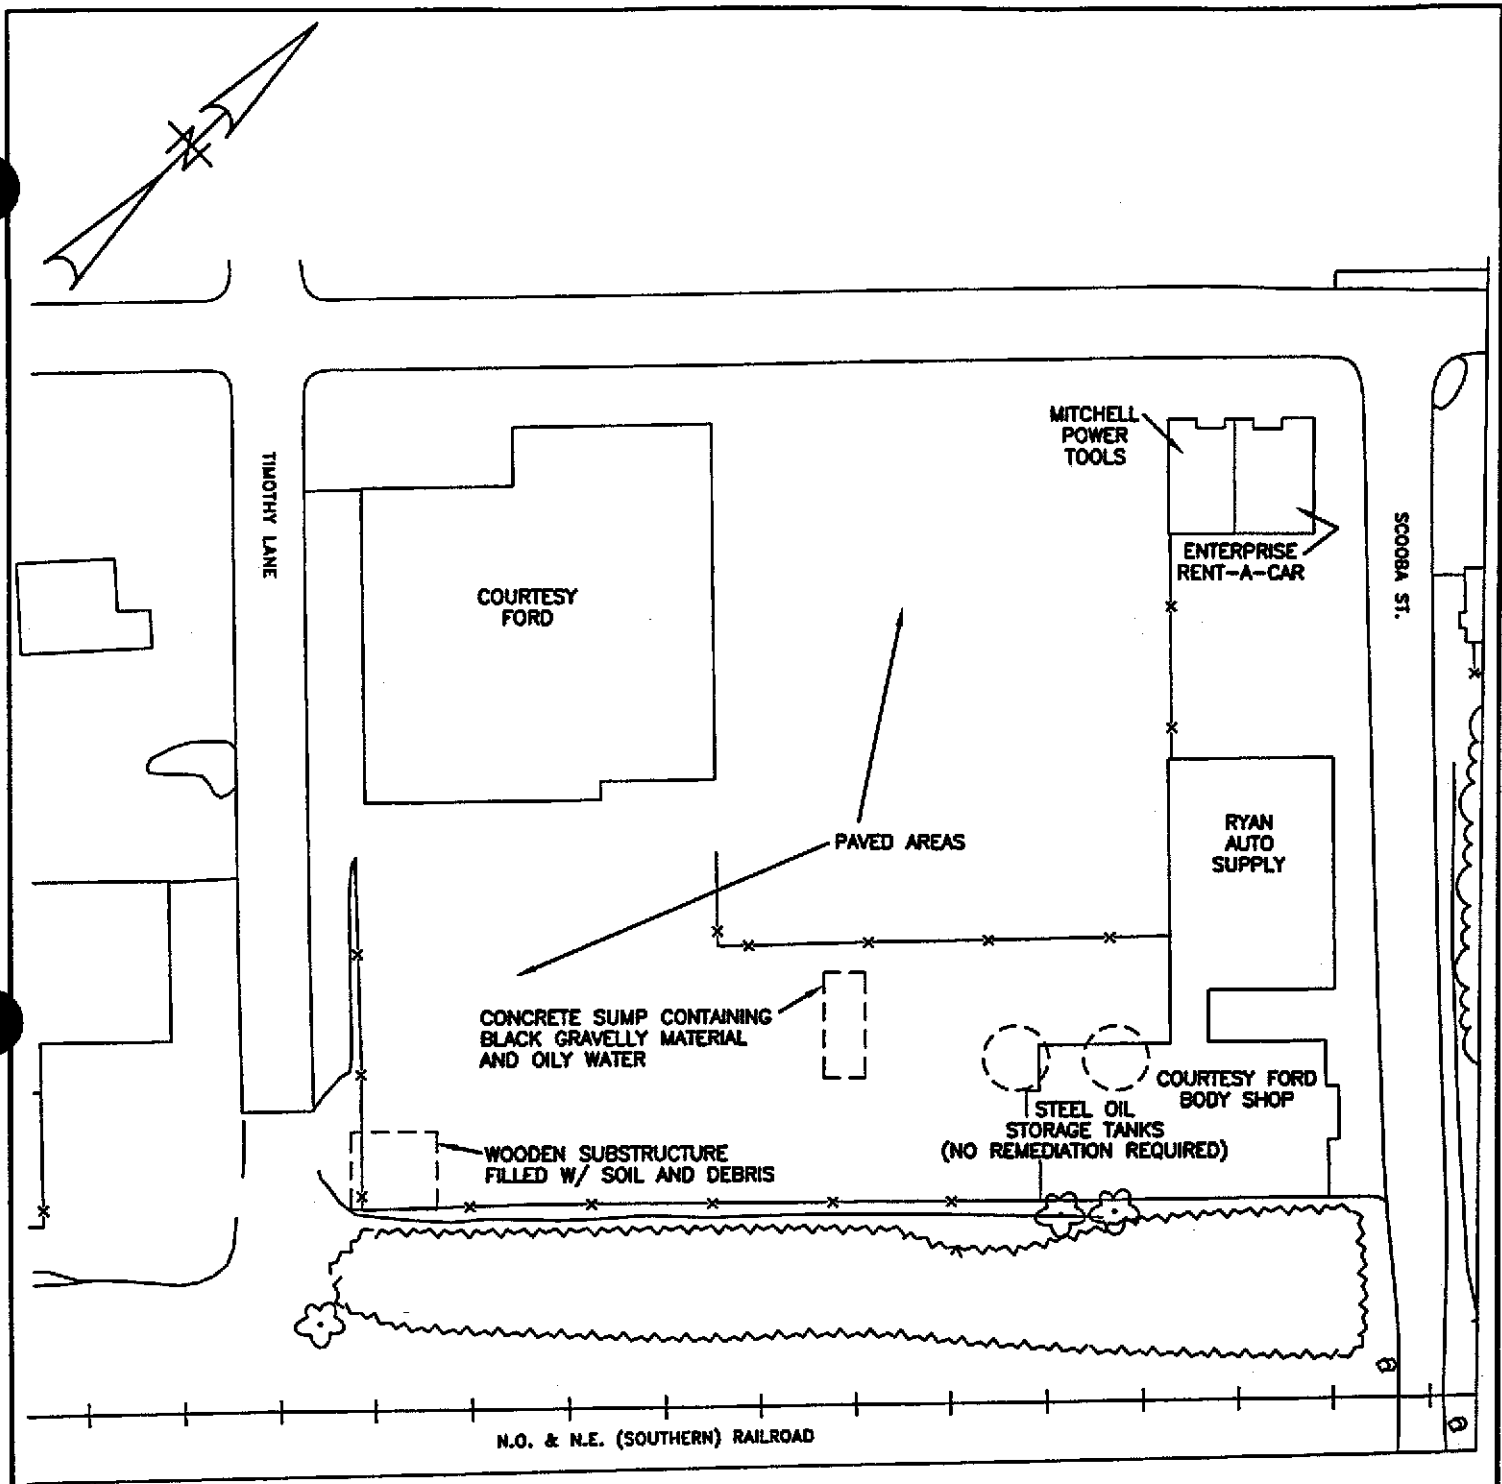 N
MITCHELL
POWER
TOOLS
TIMOTHY LANE
SCOOBA ST.
ENTERPRISE
RENT-A-CAR
COURTESY
FORD
PAVED AREAS
RYAN
AUTO
SUPPLY
CONCRETE SUMP CONTAINING
BLACK GRAVELLY MATERIAL
AND OILY WATER
COURTESY FORD
BODY SHOP
STEEL OIL
STORAGE TANKS
(NO REMEDIATION REQUIRED)
WOODEN SUBSTRUCTURE
FILLED W/ SOIL AND DEBRIS
N.O. & N.E. (SOUTHERN) RAILROAD